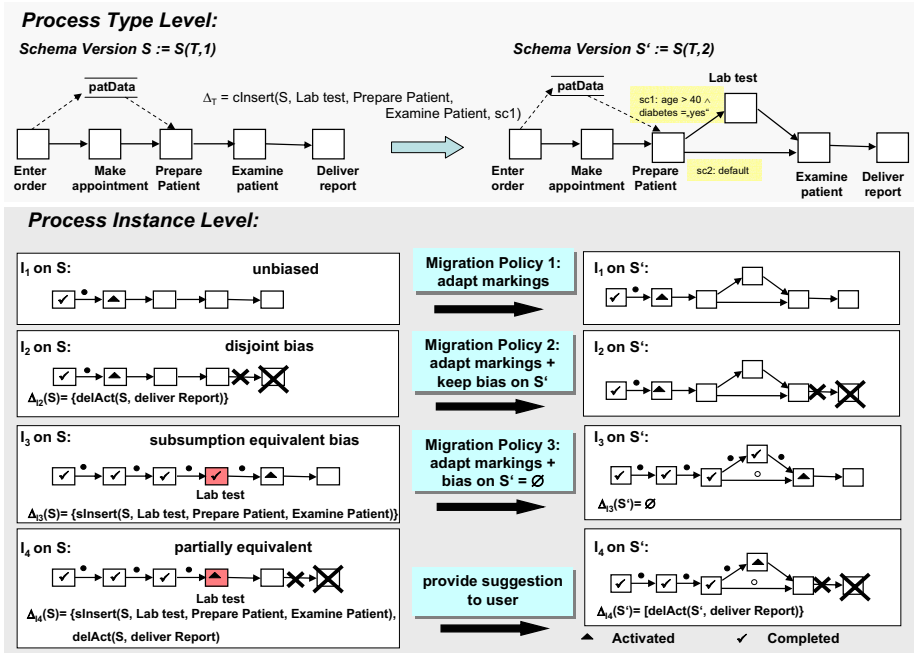 Process Type Level:
Schema Version S := S(T,1)
Schema Version S‘ := S(T,2)
patData
ΔT = cInsert(S, Lab test, Prepare Patient,
Examine Patient, sc1)
patData
Lab test
sc1: age > 40 ∧
diabetes =„yes“
sc2: default
Enter
order
Make
appointment
Prepare
Patient
Examine
patient
Deliver
report
Enter
order
Make
appointment
Prepare
Patient
Examine
patient
Deliver
report
Process Instance Level:
I1 on S:
unbiased
Migration Policy 1:
adapt markings
I1 on S‘:
I2 on S:
disjoint bias
ΔI2(S)= {delAct(S, deliver Report)}
Migration Policy 2:
adapt markings +
keep bias on S‘
I2 on S‘:
I3 on S:
subsumption equivalent bias
Lab test
ΔI3(S)= {sInsert(S, Lab test, Prepare Patient, Examine Patient)}
Migration Policy 3:
adapt markings +
bias on S‘ = Ø
I3 on S‘:
ΔI3(S‘)= Ø
I4 on S:
partially equivalent
Lab test
ΔI4(S)= {sInsert(S, Lab test, Prepare Patient, Examine Patient),
delAct(S, deliver Report)
provide suggestion
to user
I4 on S‘:
ΔI4(S‘)= [delAct(S‘, deliver Report)}
Activated
Completed